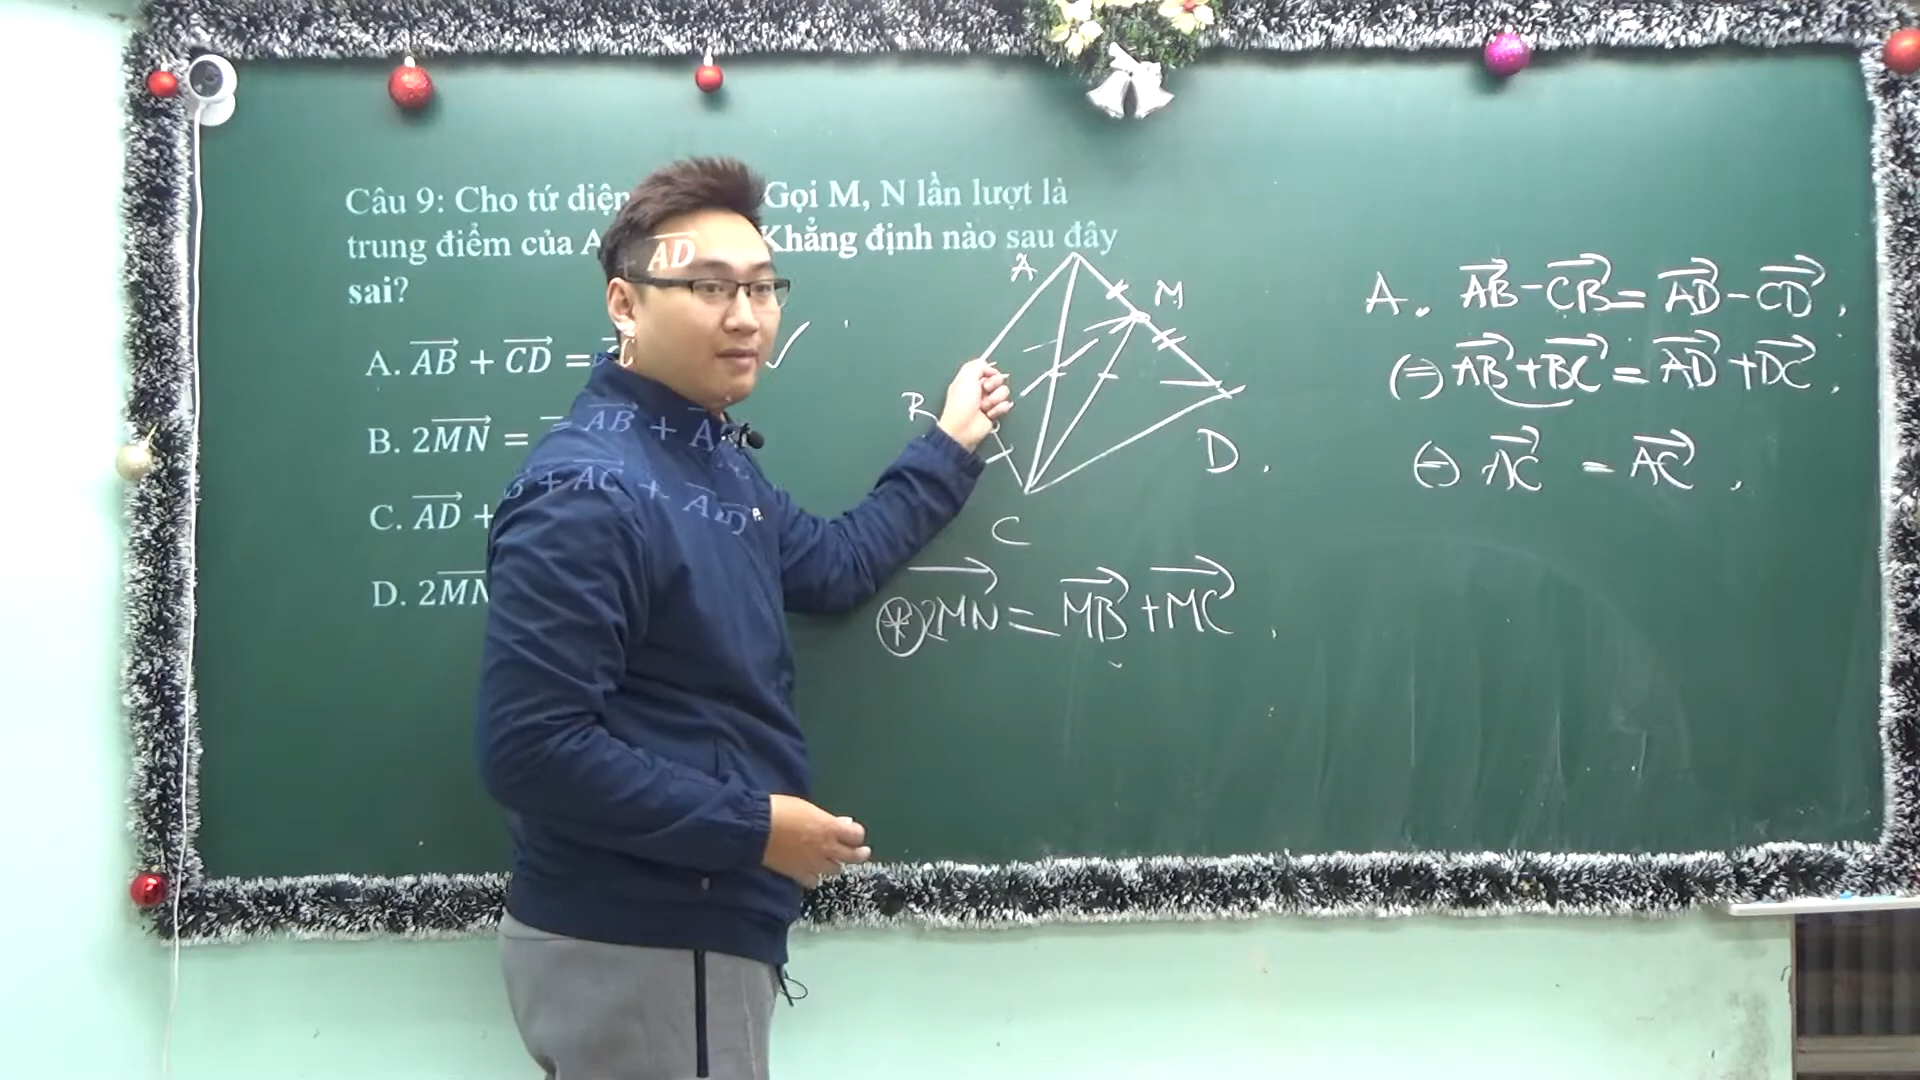 Câu 9: Cho tứ diện Gọi M, N lần lượt là
trung điểm của A AD Khẳng định nào sau đây
sai?
A. AB + CD =
B. 2MN = = AB + A
+ AC +
C. AD +
D. 2MN
A
M
B
D.
C
⊛ 2MN = MB + MC
A. AB - CB = AD - CD
⇔ AB + BC = AD + DC
⇔ AC = AC